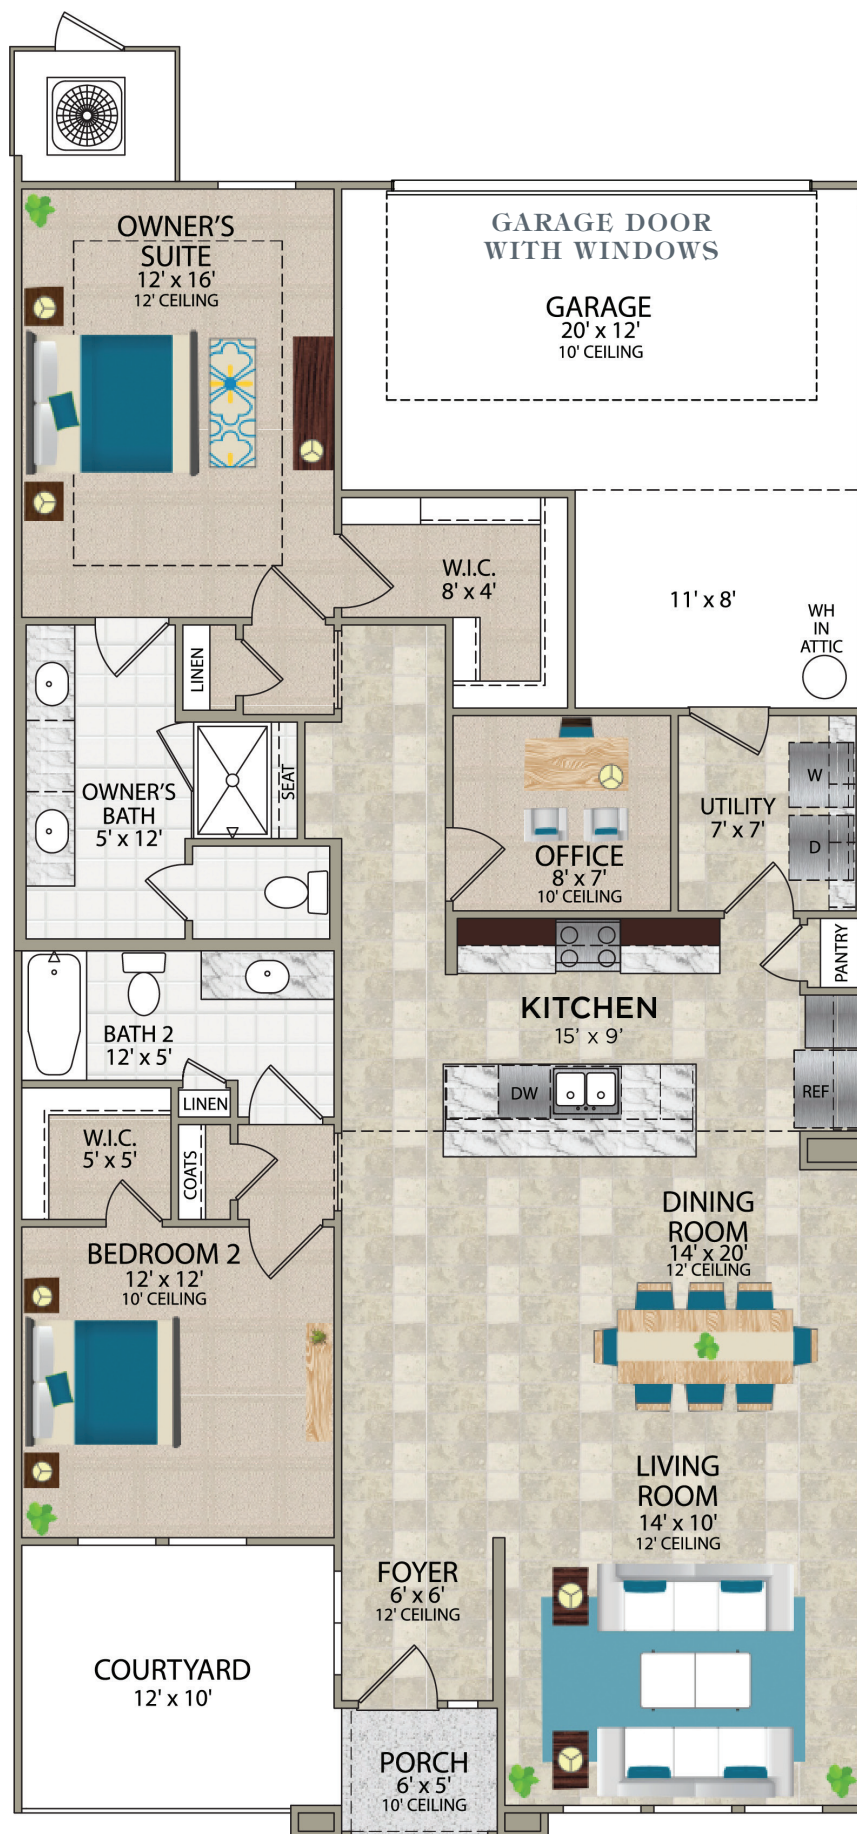 GARAGE DOOR
WITH WINDOWS
OWNER'S
SUITE
12' x 16'
12' CEILING
GARAGE
20' x 12'
10' CEILING
W.I.C.
8' x 4'
11' x 8'
WH
IN
ATTIC
LINEN
OWNER'S
BATH
5' x 12'
SEAT
OFFICE
8' x 7'
10' CEILING
UTILITY
7' x 7'
W
D
PANTRY
KITCHEN
15' x 9'
DW
REF
BATH 2
12' x 5'
LINEN
W.I.C.
5' x 5'
COATS
BEDROOM 2
12' x 12'
10' CEILING
DINING
ROOM
14' x 20'
12' CEILING
LIVING
ROOM
14' x 10'
12' CEILING
FOYER
6' x 6'
12' CEILING
COURTYARD
12' x 10'
PORCH
6' x 5'
10' CEILING